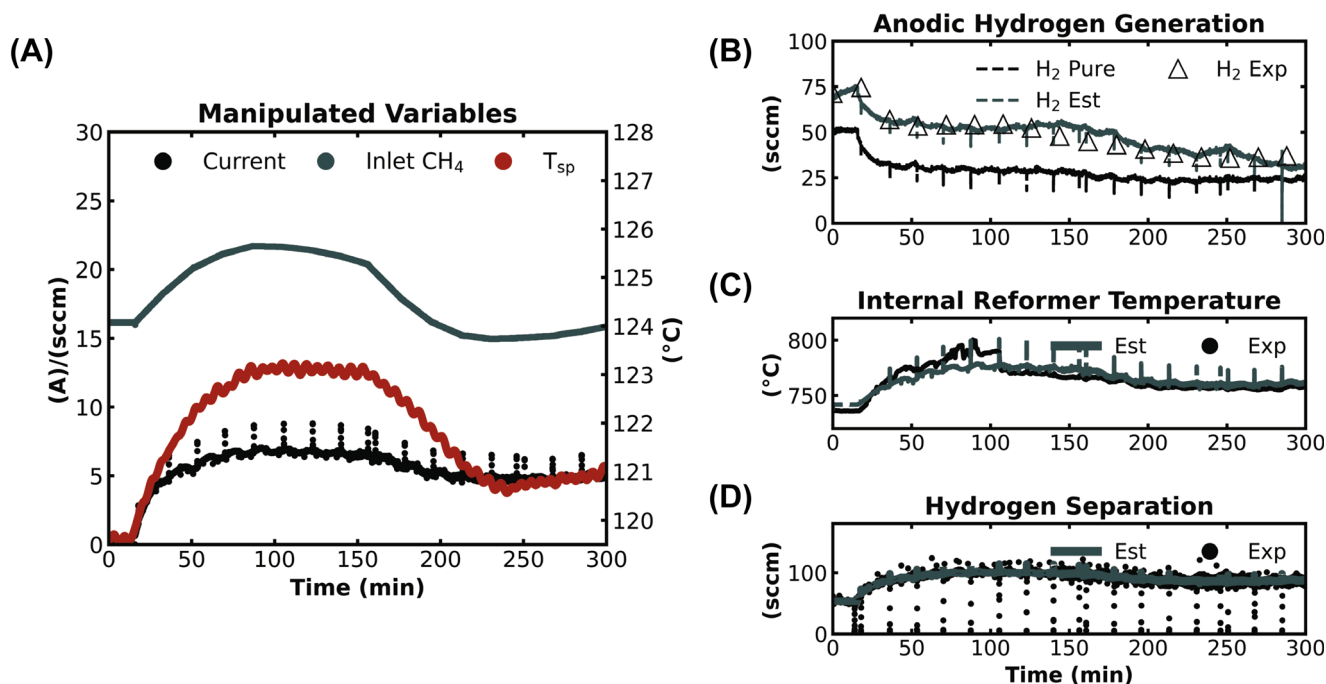 (A)
Manipulated Variables
Current Inlet CH₄ Tₛₚ
30
25
20
15
10
5
0
(A)/(sccm)
128
127
126
125
124
123
122
121
120
(°C)
0 50 100 150 200 250 300
Time (min)
(B)
Anodic Hydrogen Generation
H₂ Pure H₂ Exp
H₂ Est
100
75
50
25
0
(sccm)
0 50 100 150 200 250 300
(C)
Internal Reformer Temperature
Est Exp
800
750
(°C)
0 50 100 150 200 250 300
(D)
Hydrogen Separation
Est Exp
100
0
(sccm)
0 50 100 150 200 250 300
Time (min)